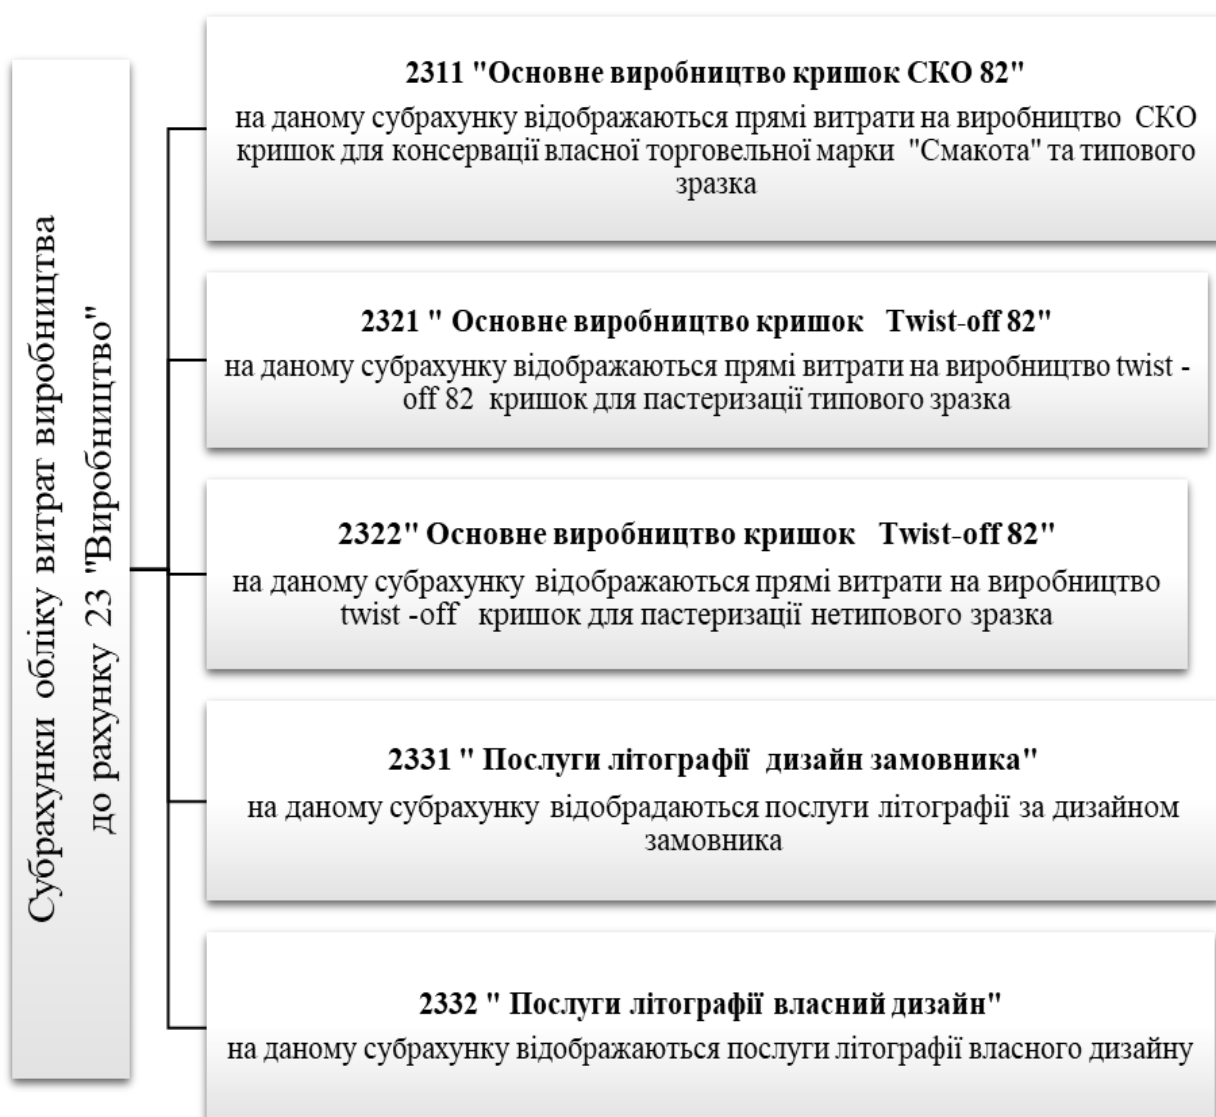 Субрахунки обліку витрат виробництва
до рахунку 23 "Виробництво"
2311 "Основне виробництво кришок СКО 82"
на даному субрахунку відображаються прямі витрати на виробництво СКО
кришок для консервації власної торговельної марки "Смакота" та типового
зразка
2321 " Основне виробництво кришок Twist-off 82"
на даному субрахунку відображаються прямі витрати на виробництво twist -
off 82 кришок для пастеризації типового зразка
2322" Основне виробництво кришок Twist-off 82"
на даному субрахунку відображаються прямі витрати на виробництво
twist -off кришок для пастеризації нетипового зразка
2331 " Послуги літографії дизайн замовника"
на даному субрахунку відобрадаються послуги літографії за дизайном
замовника
2332 " Послуги літографії власний дизайн"
на даному субрахунку відображаються послуги літографії власного дизайну